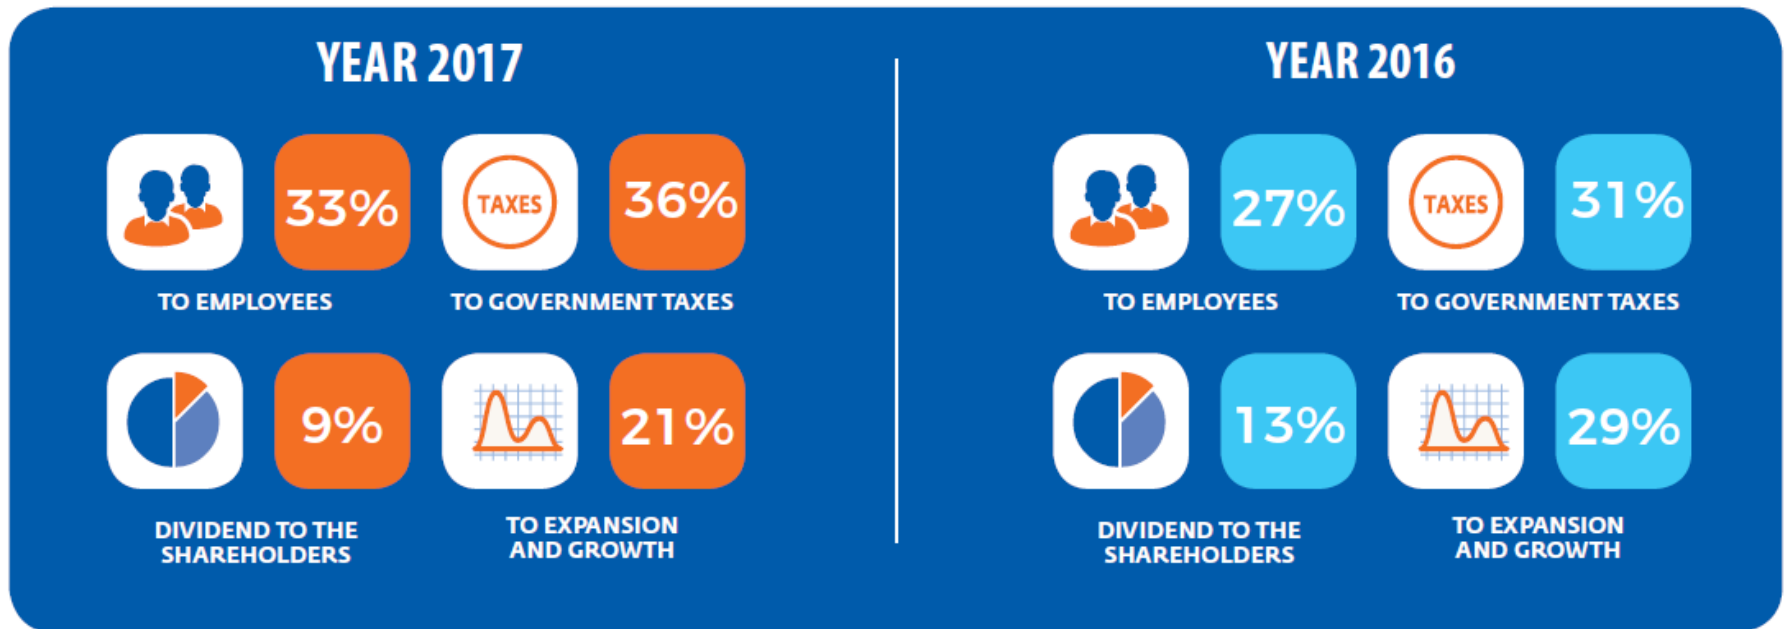 YEAR 2017
33%
TAXES
36%
TO EMPLOYEES
TO GOVERNMENT TAXES
9%
21%
DIVIDEND TO THE
SHAREHOLDERS
TO EXPANSION
AND GROWTH
YEAR 2016
27%
TAXES
31%
TO EMPLOYEES
TO GOVERNMENT TAXES
13%
29%
DIVIDEND TO THE
SHAREHOLDERS
TO EXPANSION
AND GROWTH